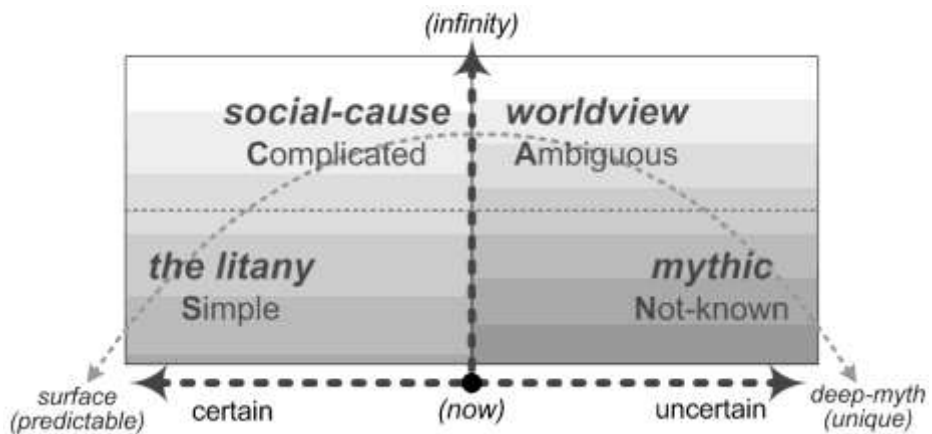 (infinity)
social-cause
Complicated
worldview
Ambiguous
the litany
Simple
mythic
Not-known
surface
(predictable)
certain
(now)
uncertain
deep-myth
(unique)